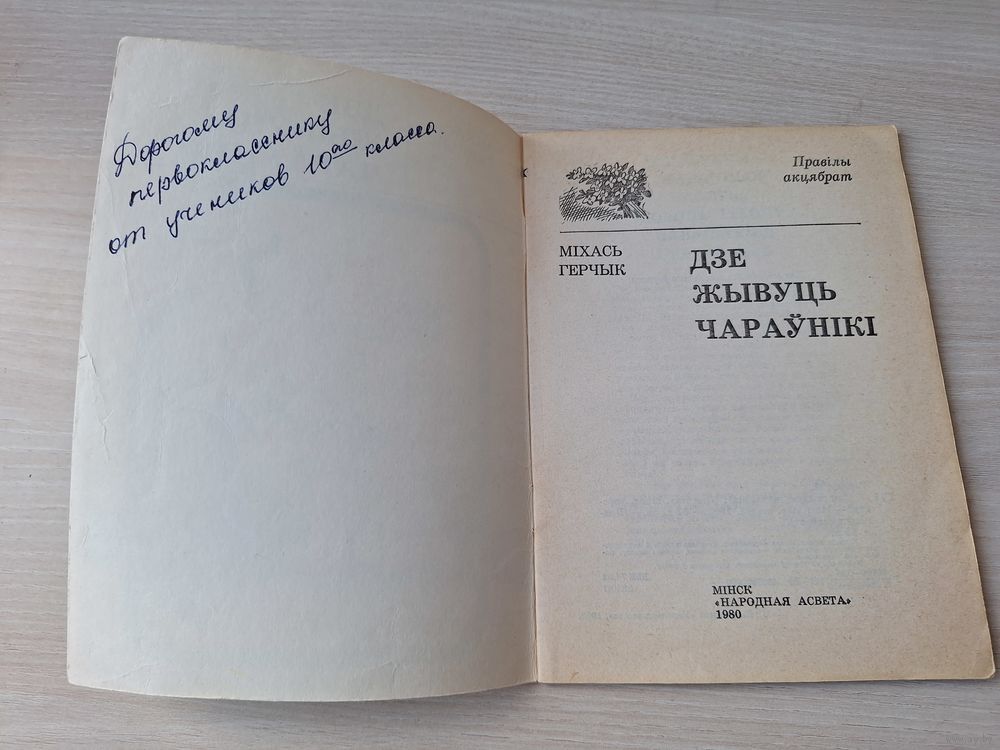 Дорогому
первокласснику
от учеников 10ого класса.
Правілы
акцябрат
МІХАСЬ
ГЕРЧЫК
ДЗЕ
ЖЫВУЦЬ
ЧАРАЎНІКІ
МІНСК
«НАРОДНАЯ АСВЕТА»
1980